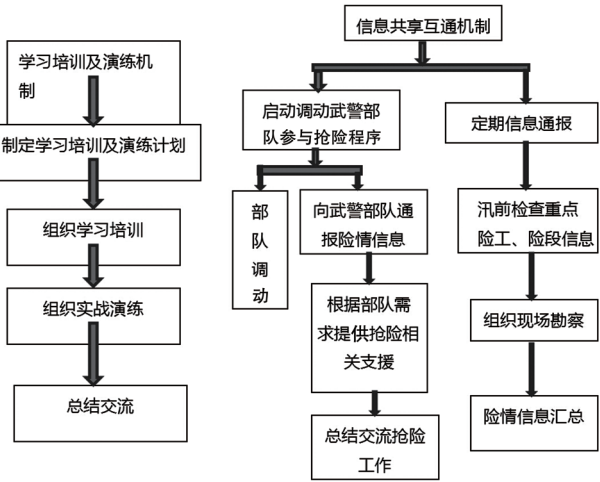 学习培训及演练机
制
制定学习培训及演练计划
组织学习培训
组织实战演练
总结交流
信息共享互通机制
启动调动武警部
队参与抢险程序
部
队
调
动
向武警部队通
报险情信息
根据部队需
求提供抢险相
关支援
总结交流抢险
工作
定期信息通报
汛前检查重点
险工、险段信息
组织现场勘察
险情信息汇总